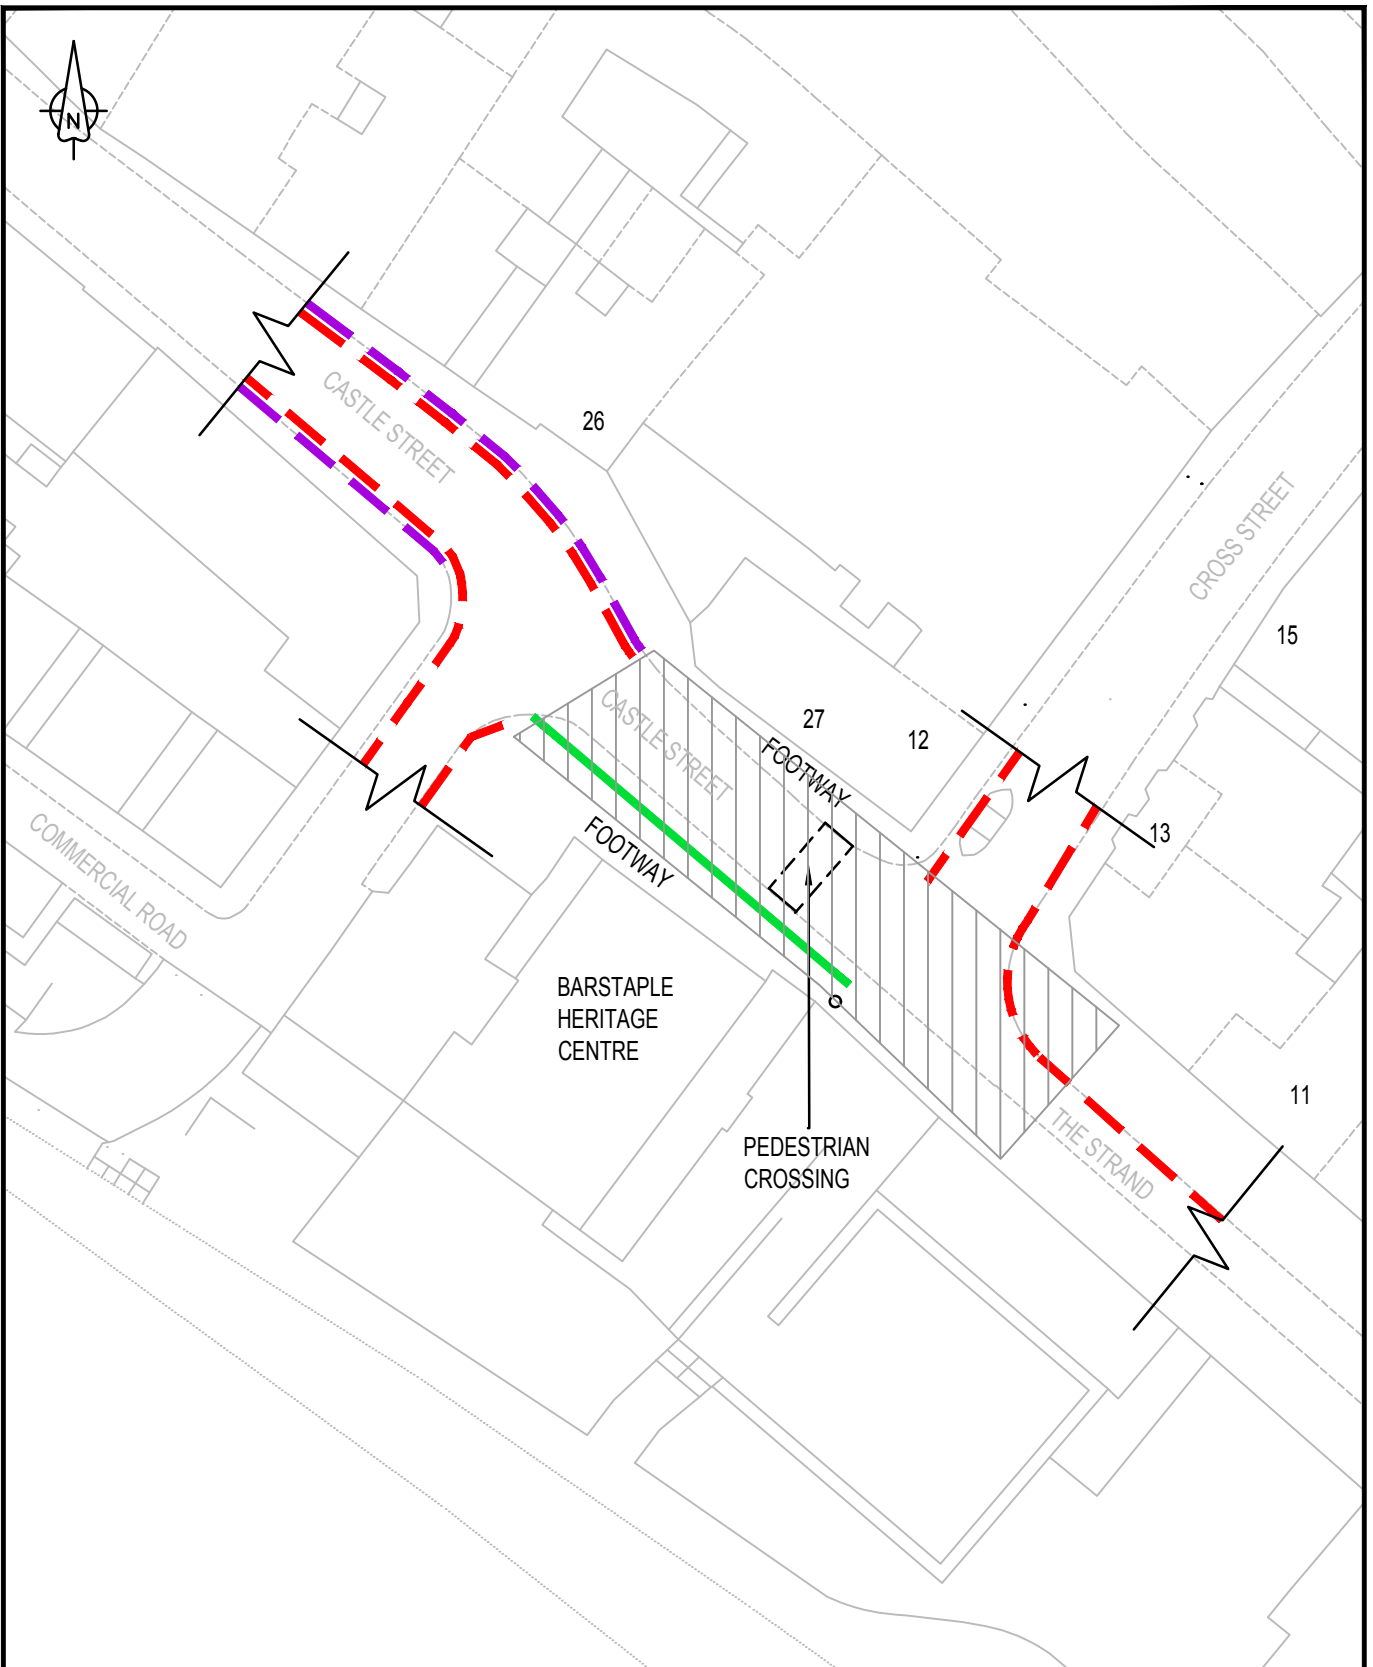 N
CASTLE STREET
26
CROSS STREET
15
CASTLE STREET
27
12
FOOTWAY
13
FOOTWAY
COMMERCIAL ROAD
BARSTAPLE
HERITAGE
CENTRE
11
THE STRAND
PEDESTRIAN
CROSSING